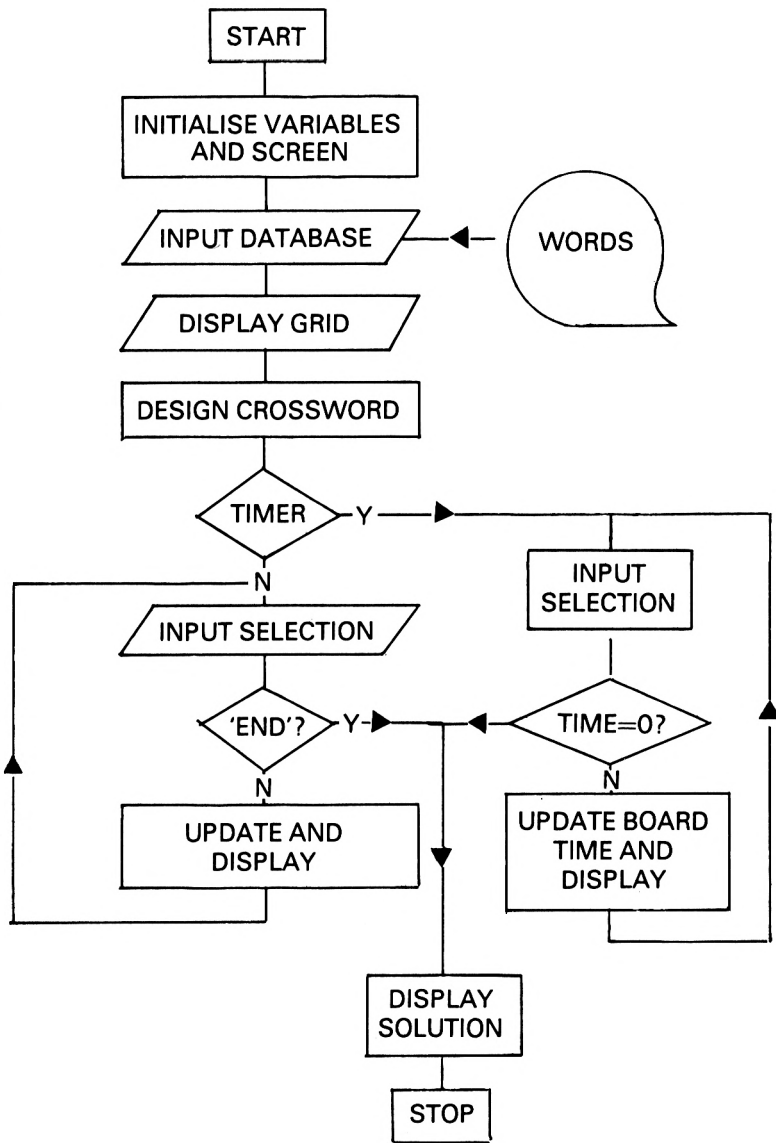 START
INITIALISE VARIABLES
AND SCREEN
INPUT DATABASE
WORDS
DISPLAY GRID
DESIGN CROSSWORD
TIMER
Y
N
INPUT
SELECTION
INPUT SELECTION
'END'?
Y
TIME=0?
N
N
UPDATE AND
DISPLAY
UPDATE BOARD
TIME AND
DISPLAY
DISPLAY
SOLUTION
STOP